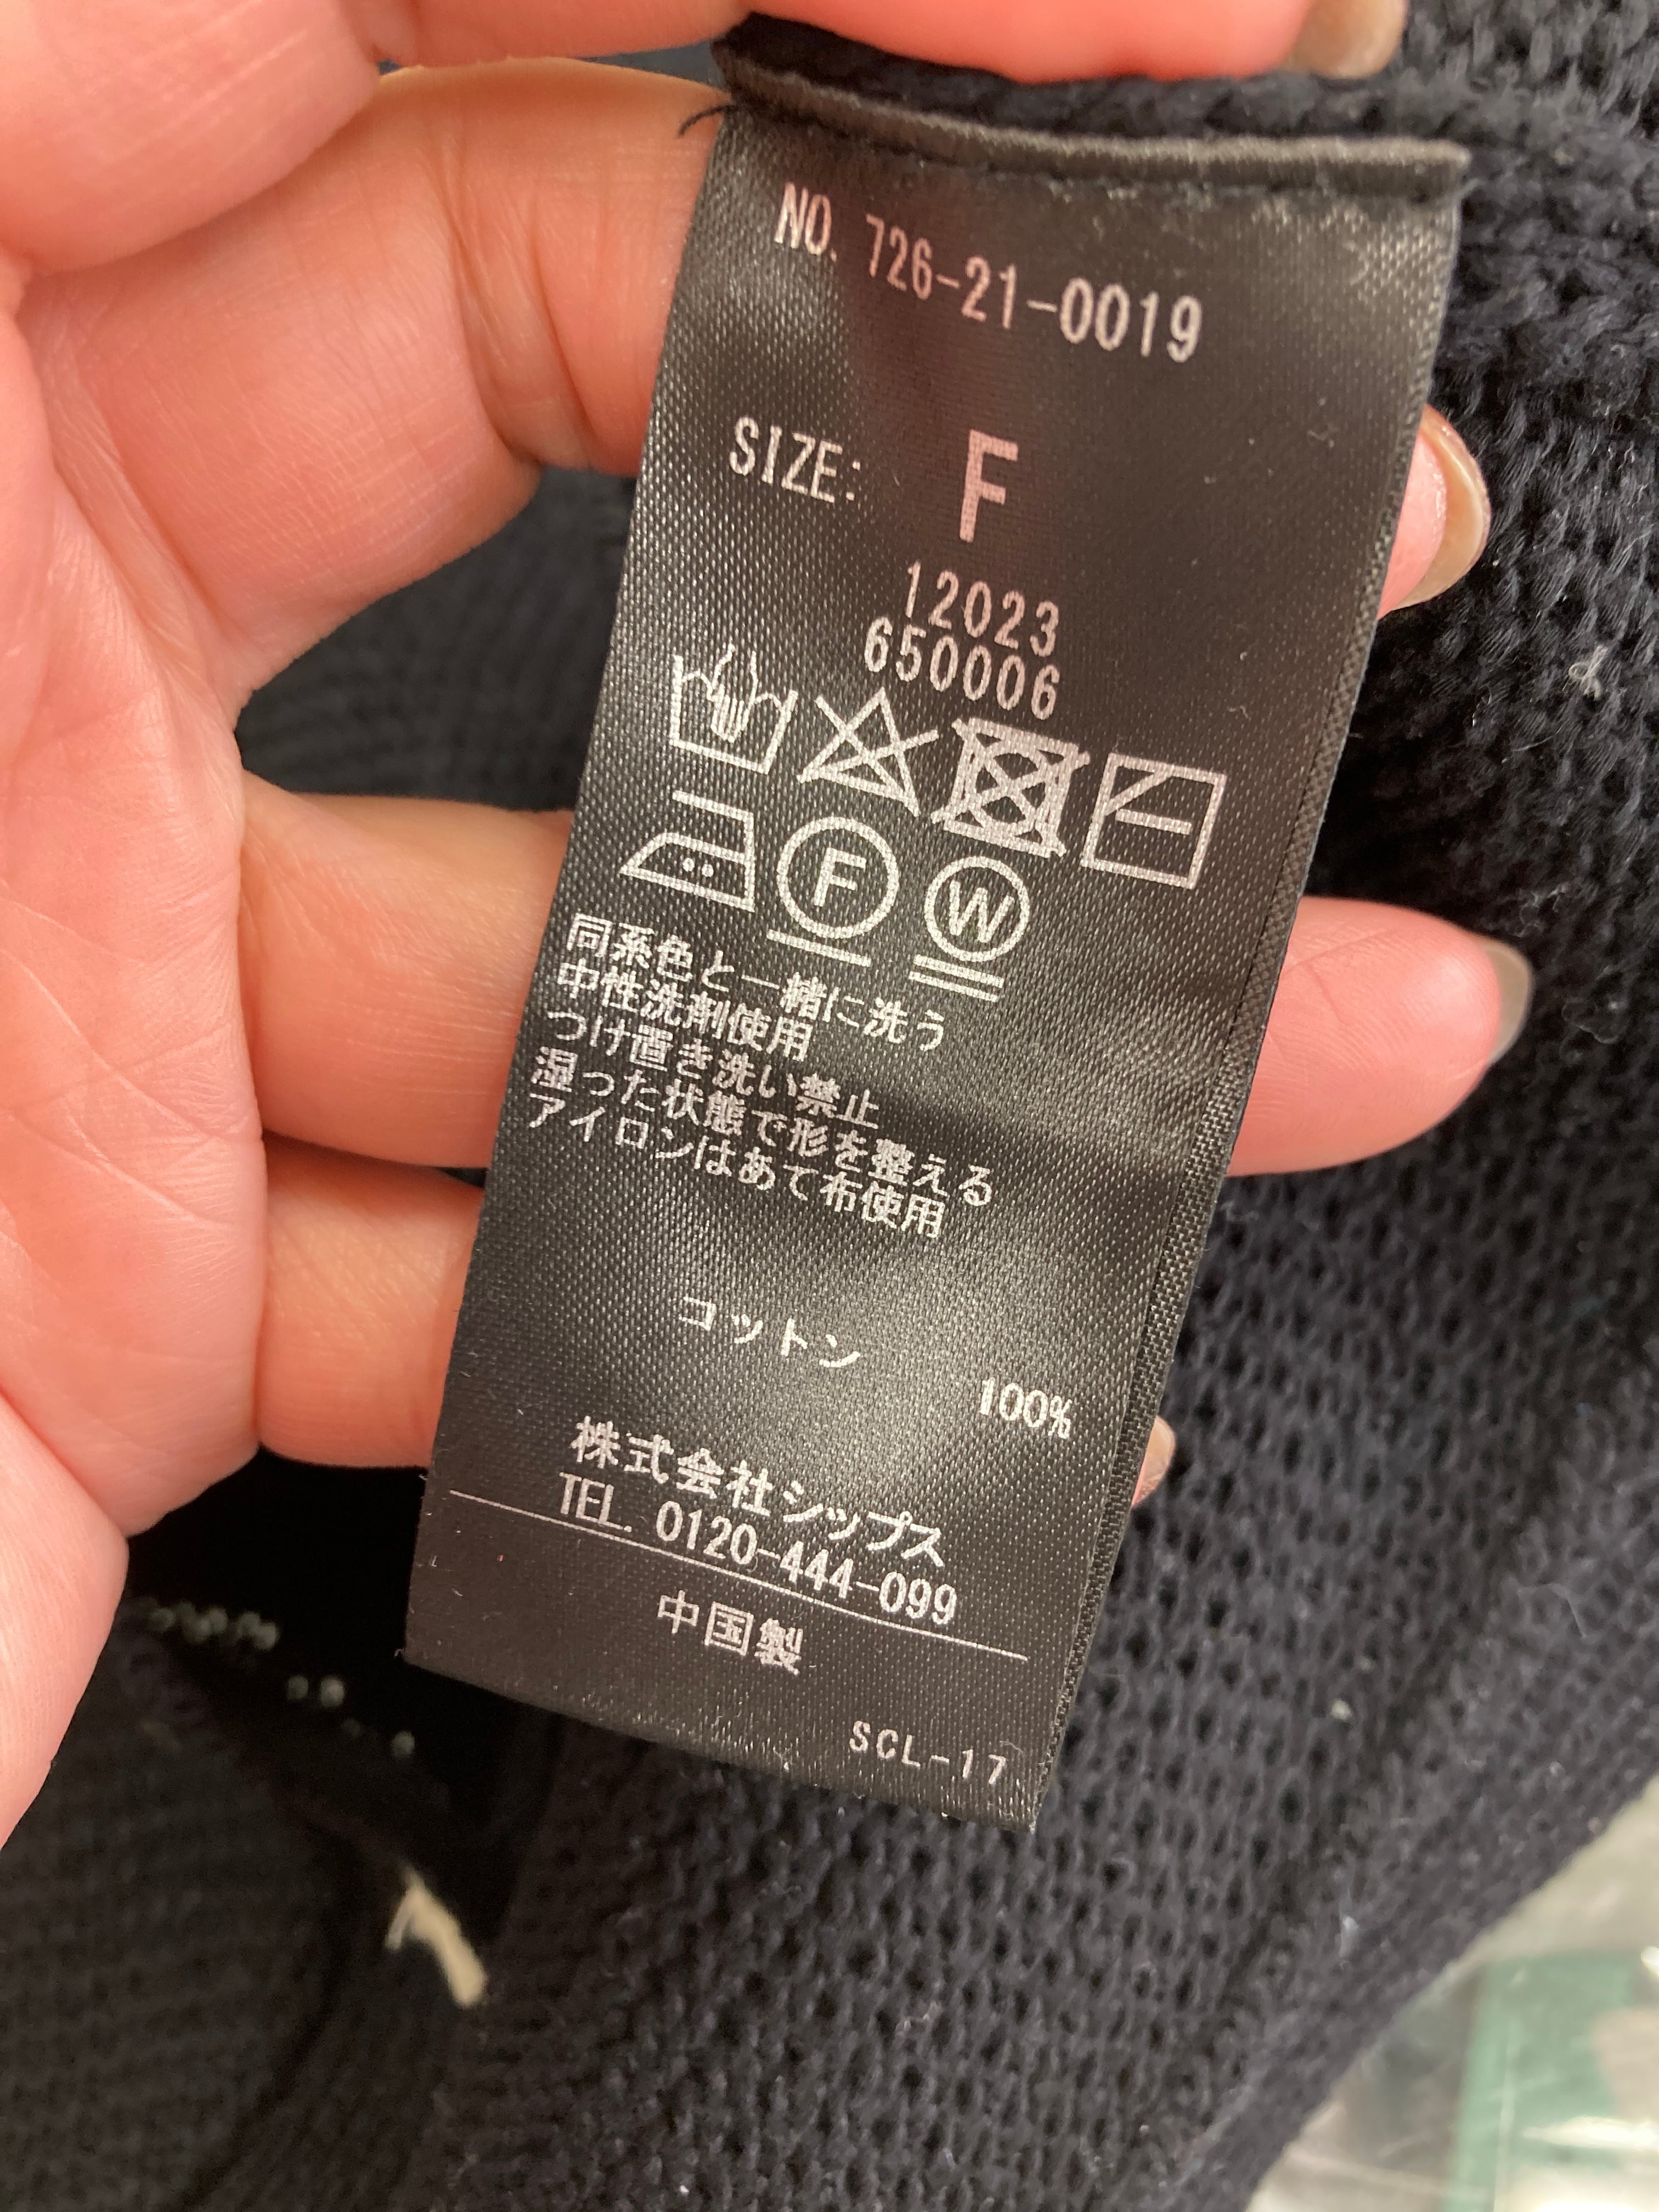 NO. 726-21-0019
SIZE: F
12023
650006
F W
同系色と一緒に洗う
中性洗剤使用
つけ置き洗い禁止
湿った状態で形を整える
アイロンはあて布使用
コットン
100%
株式会社シップス
TEL. 0120-444-099
中国製
SCL-17